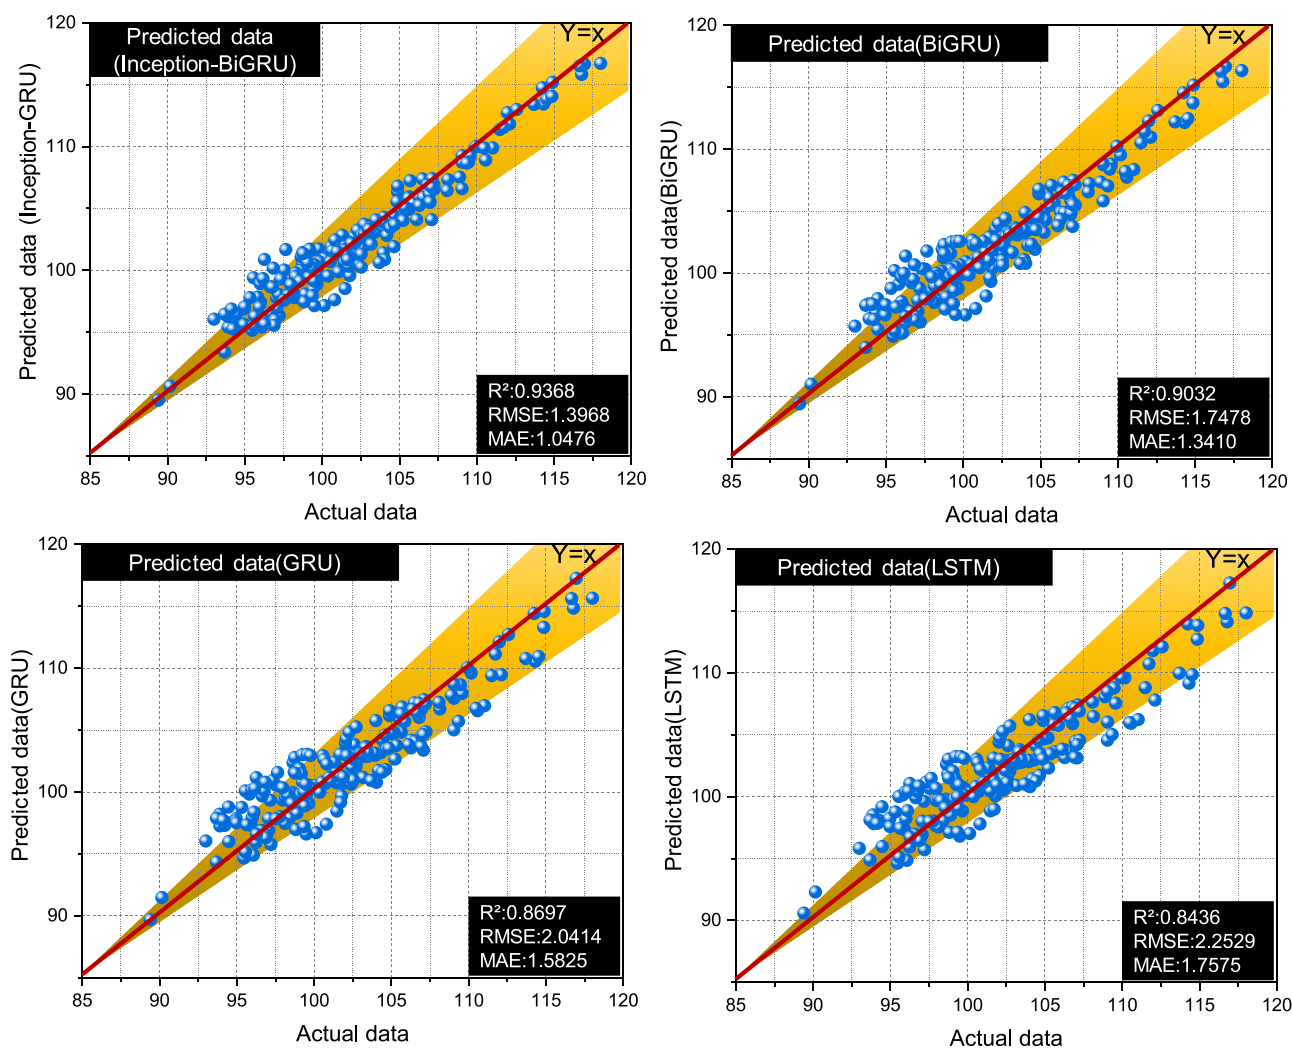 Predicted data
(Inception-BiGRU)
Y=x
Predicted data (Inception-GRU)
120
110
100
90
R²:0.9368
RMSE:1.3968
MAE:1.0476
85 90 95 100 105 110 115 120
Actual data
Predicted data(BiGRU)
Y=x
Predicted data(BiGRU)
120
110
100
90
R²:0.9032
RMSE:1.7478
MAE:1.3410
85 90 95 100 105 110 115 120
Actual data
Predicted data(GRU)
Y=x
Predicted data(GRU)
120
110
100
90
R²:0.8697
RMSE:2.0414
MAE:1.5825
85 90 95 100 105 110 115 120
Actual data
Predicted data(LSTM)
Y=x
Predicted data(LSTM)
120
110
100
90
R²:0.8436
RMSE:2.2529
MAE:1.7575
85 90 95 100 105 110 115 120
Actual data